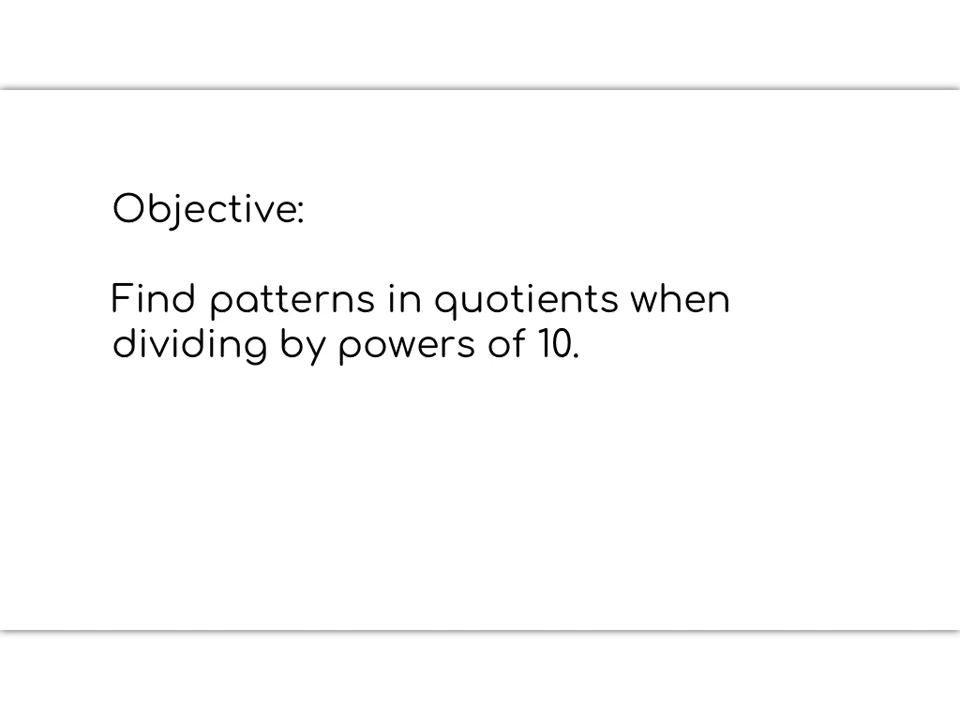 Objective:
Find patterns in quotients when
dividing by powers of 10.